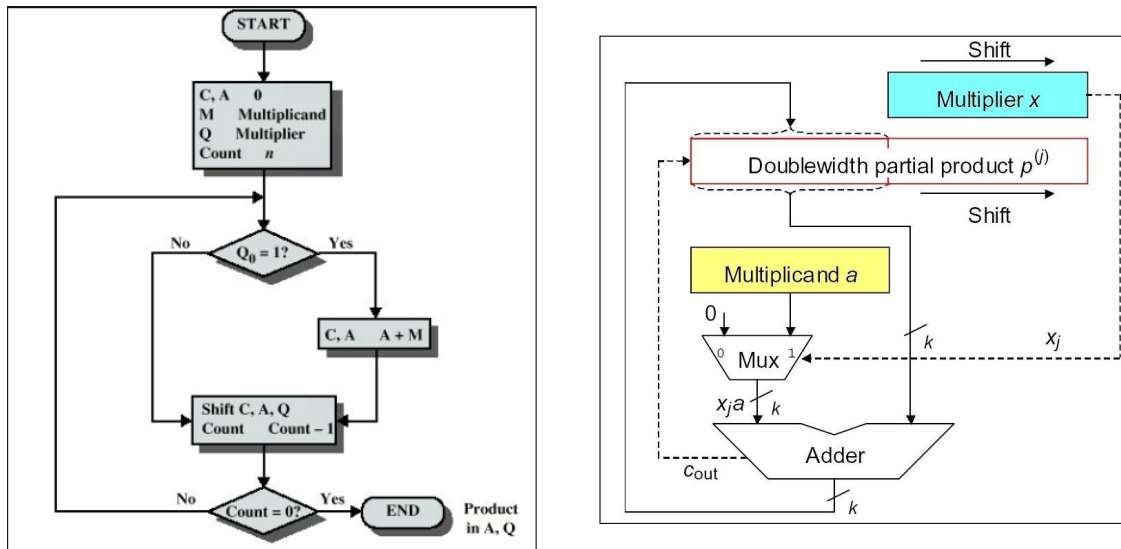 START
C, A 0
M Multiplicand
Q Multiplier
Count n
No
Yes
Q0 = 1?
C, A A + M
Shift C, A, Q
Count Count – 1
No
Yes
Count = 0?
END
Product
in A, Q
Shift
Multiplier x
Doublewidth partial product p(j)
Shift
Multiplicand a
0
0 Mux 1
k
xj
xja
k
Adder
cout
k